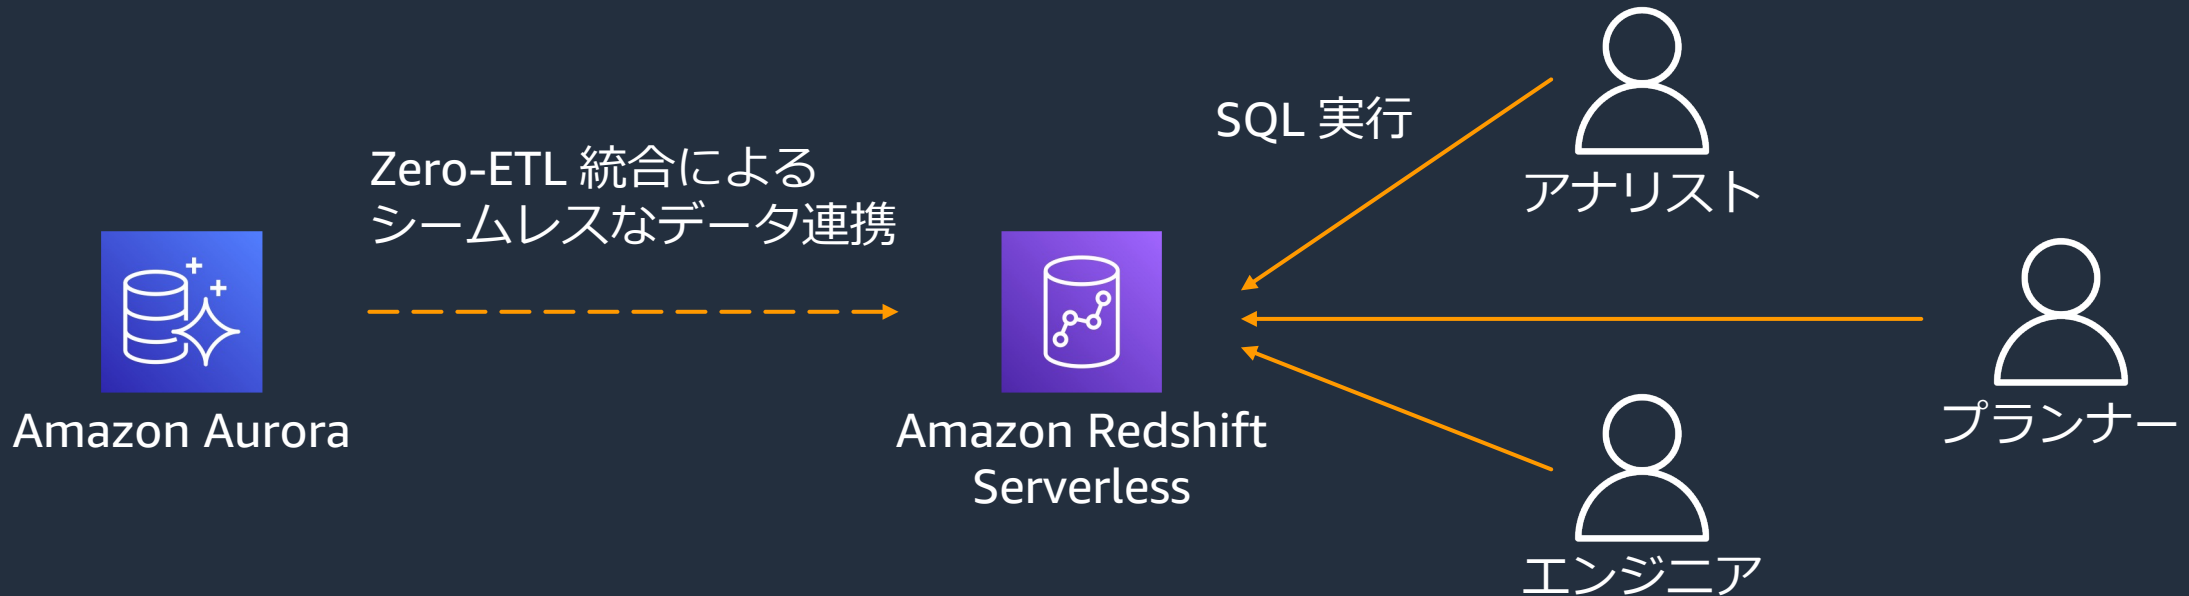 SQL 実行
アナリスト
Zero-ETL 統合による
シームレスなデータ連携
Amazon Aurora
Amazon Redshift
Serverless
プランナー
エンジニア